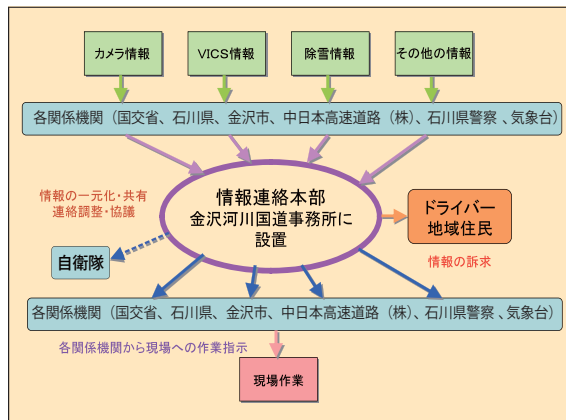 カメラ情報
VICS情報
除雪情報
その他の情報
各関係機関（国交省、石川県、金沢市、中日本高速道路（株）、石川県警察、気象台）
情報の一元化・共有
連絡調整・協議
情報連絡本部
金沢河川国道事務所に
設置
ドライバー
地域住民
自衛隊
情報の訴求
各関係機関（国交省、石川県、金沢市、中日本高速道路（株）、石川県警察、気象台）
各関係機関から現場への作業指示
現場作業